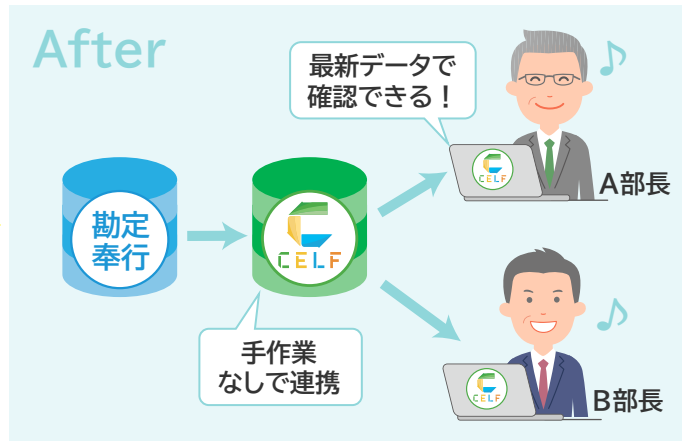 After
最新データで
確認できる！
勘定
奉行
CELF
CELF
A部長
手作業
なしで連携
CELF
B部長